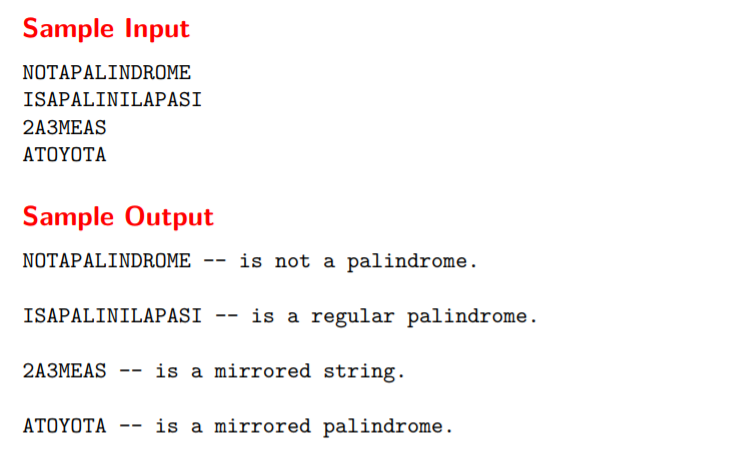 Sample Input
NOTAPALINDROME
ISAPALINILAPASI
2A3MEAS
ATOYOTA
Sample Output
NOTAPALINDROME -- is not a palindrome.
ISAPALINILAPASI -- is a regular palindrome.
2A3MEAS -- is a mirrored string.
ATOYOTA -- is a mirrored palindrome.